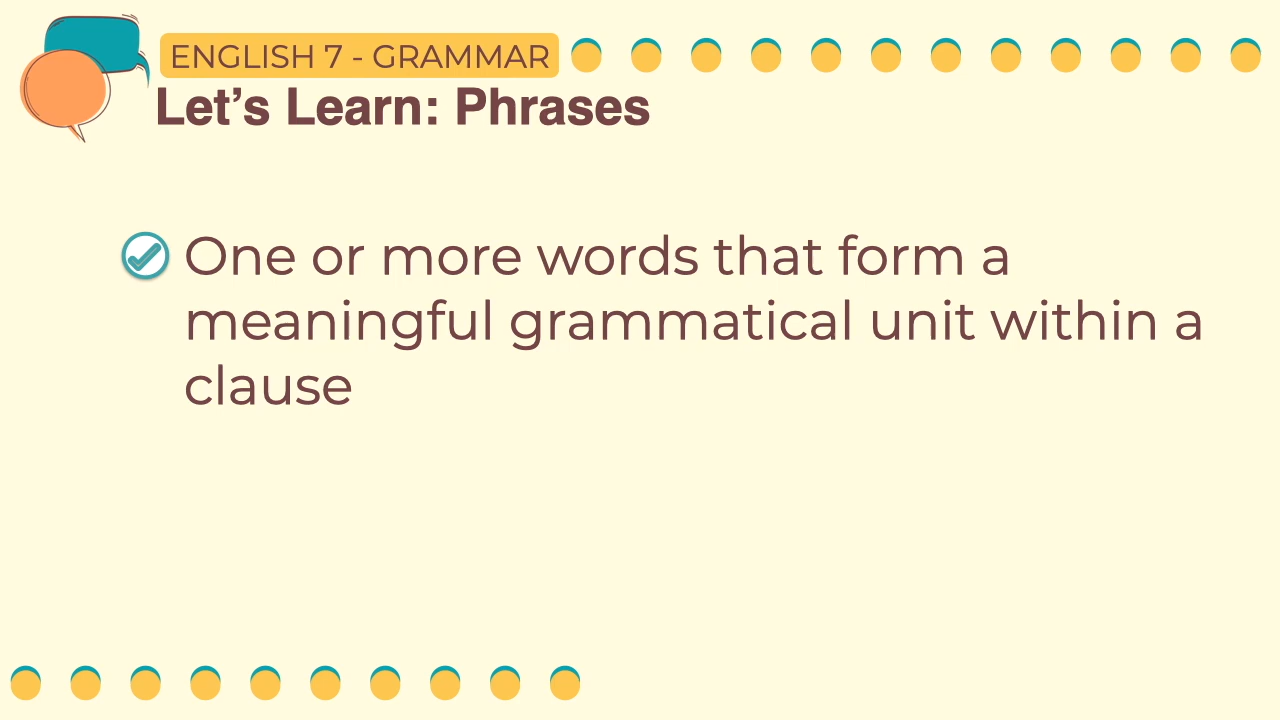 ENGLISH 7 - GRAMMAR
Let’s Learn: Phrases
One or more words that form a
meaningful grammatical unit within a
clause